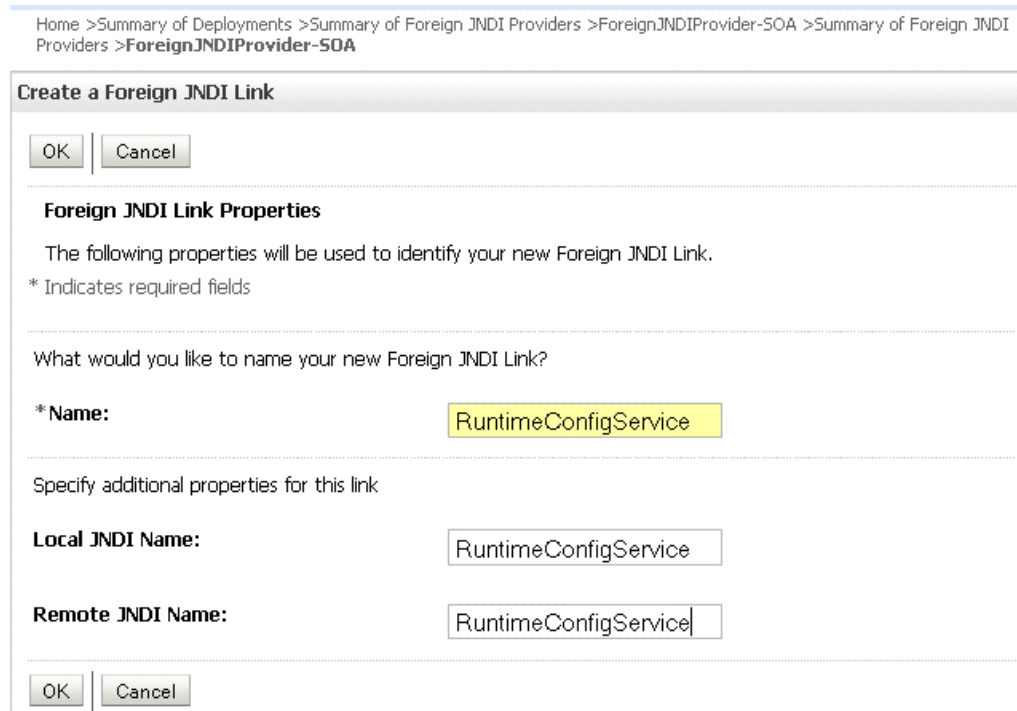 Home >Summary of Deployments >Summary of Foreign JNDI Providers >ForeignJNDIProvider-SOA >Summary of Foreign JNDI
Providers >ForeignJNDIProvider-SOA
Create a Foreign JNDI Link
OK Cancel
Foreign JNDI Link Properties
The following properties will be used to identify your new Foreign JNDI Link.
* Indicates required fields
What would you like to name your new Foreign JNDI Link?
*Name: RuntimeConfigService
Specify additional properties for this link
Local JNDI Name: RuntimeConfigService
Remote JNDI Name: RuntimeConfigService
OK Cancel